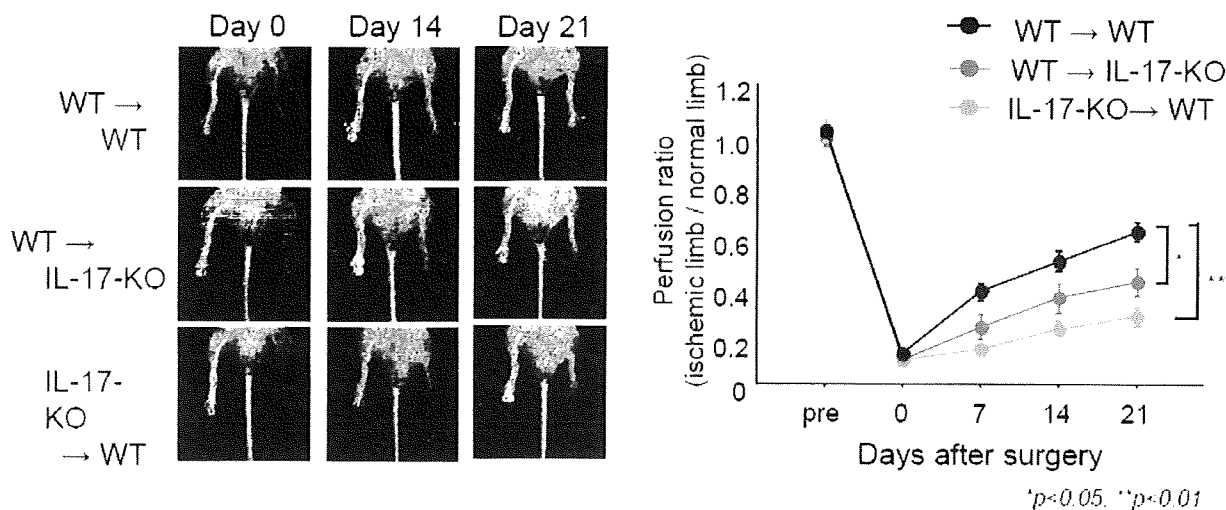 Day 0 Day 14 Day 21
WT →
WT
WT →
IL-17-KO
IL-17-
KO
→ WT
WT → WT
WT → IL-17-KO
IL-17-KO→ WT
Perfusion ratio
(ischemic limb / normal limb)
1.2
1.0
0.8
0.6
0.4
0.2
0
*
**
pre 0 7 14 21
Days after surgery
*p<0.05, **p<0.01